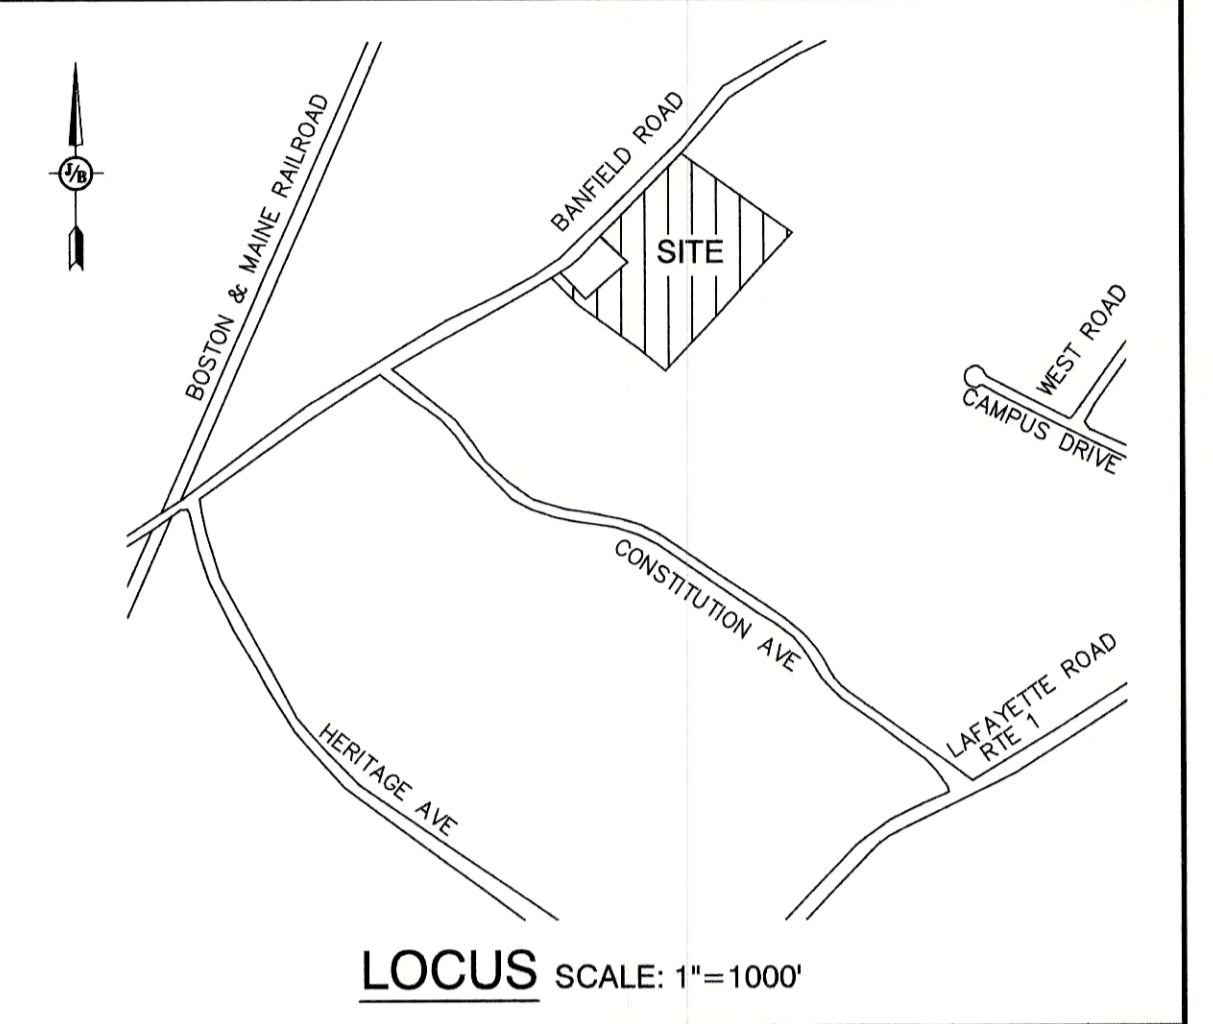 BANFIELD ROAD
BOSTON & MAINE RAILROAD
J/B
SITE
WEST ROAD
CAMPUS DRIVE
CONSTITUTION AVE
LAFAYETTE ROAD
RTE 1
HERITAGE AVE
LOCUS SCALE: 1"=1000'